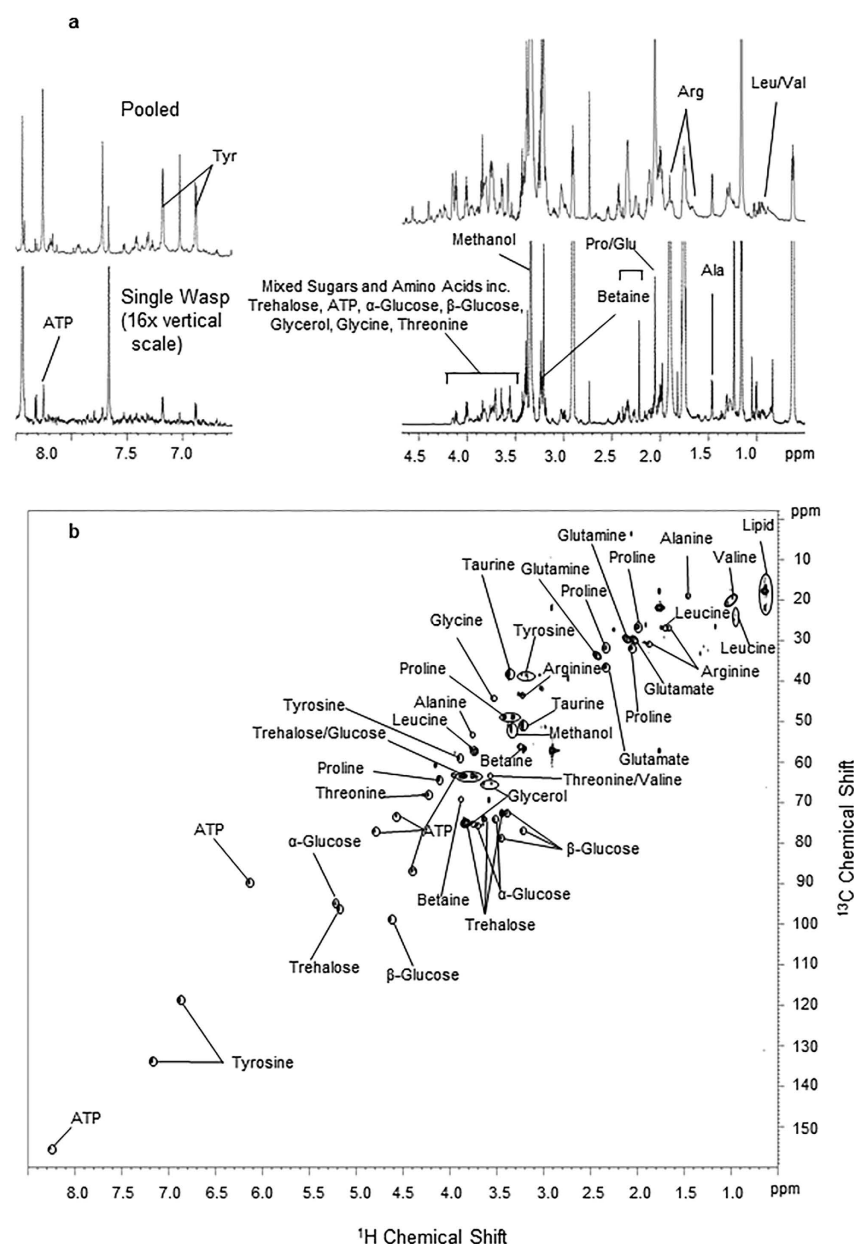 a
Pooled
Tyr
Arg
Leu/Val
Methanol
Pro/Glu
Mixed Sugars and Amino Acids inc.
Trehalose, ATP, α-Glucose, β-Glucose,
Glycerol, Glycine, Threonine
Betaine
Ala
Single Wasp
(16x vertical
scale)
ATP
8.0 7.5 7.0
4.5 4.0 3.5 3.0 2.5 2.0 1.5 1.0 ppm
b
ppm
Lipid
Glutamine
Alanine
Valine
Proline
Taurine
Glutamine
Proline
Leucine
Glycine
Tyrosine
Leucine
Arginine
Proline
Arginine
Glutamate
Tyrosine
Alanine
Taurine
Proline
Leucine
Methanol
Trehalose/Glucose
Betaine
Glutamate
Proline
Threonine/Valine
Threonine
Glycerol
ATP
ATP
α-Glucose
β-Glucose
Betaine
α-Glucose
Trehalose
Trehalose
β-Glucose
Tyrosine
ATP
10
20
30
40
50
60
70
80
90
100
110
120
130
140
150
¹³C Chemical Shift
8.0 7.5 7.0 6.5 6.0 5.5 5.0 4.5 4.0 3.5 3.0 2.5 2.0 1.5 1.0 ppm
¹H Chemical Shift